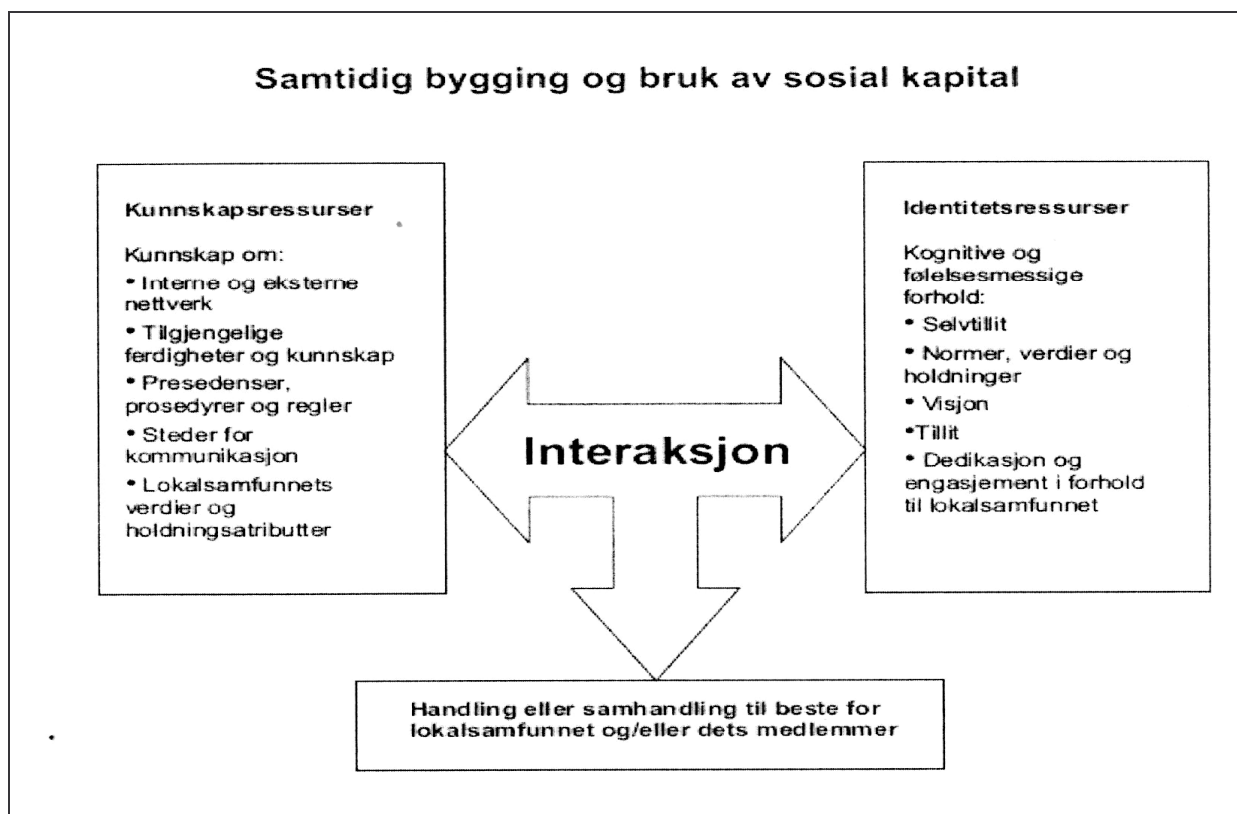 Samtidig bygging og bruk av sosial kapital
Kunnskapsressurser
Kunnskap om:
• Interne og eksterne
nettverk
• Tilgjengelige
ferdigheter og kunnskap
• Presedenser,
prosedyrer og regler
• Steder for
kommunikasjon
• Lokalsamfunnets
verdier og
holdningsatributter
Interaksjon
Identitetsressurser
Kognitive og
følelsesmessige
forhold:
• Selvtillit
• Normer, verdier og
holdninger
• Visjon
•Tillit
• Dedikasjon og
engasjement i forhold
til lokalsamfunnet
Handling eller samhandling til beste for
lokalsamfunnet og/eller dets medlemmer